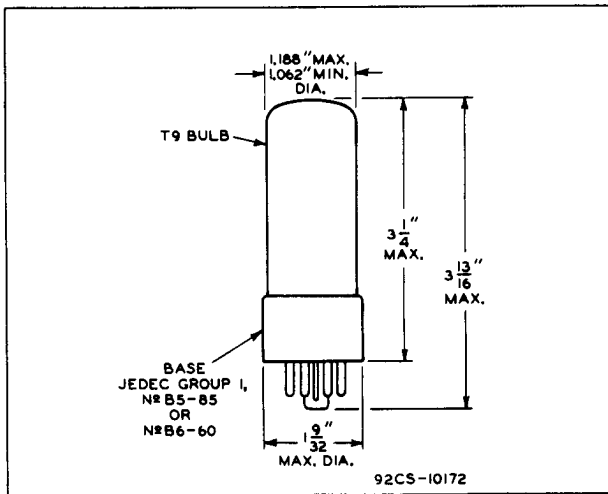 1.188" MAX.
1.062" MIN.
DIA.
T9 BULB
3 1/4"
MAX.
3 13/16"
MAX.
BASE
JEDEC GROUP 1,
Nº B5-85
OR
Nº B6-60
1 9/32"
MAX. DIA.
92CS-10172